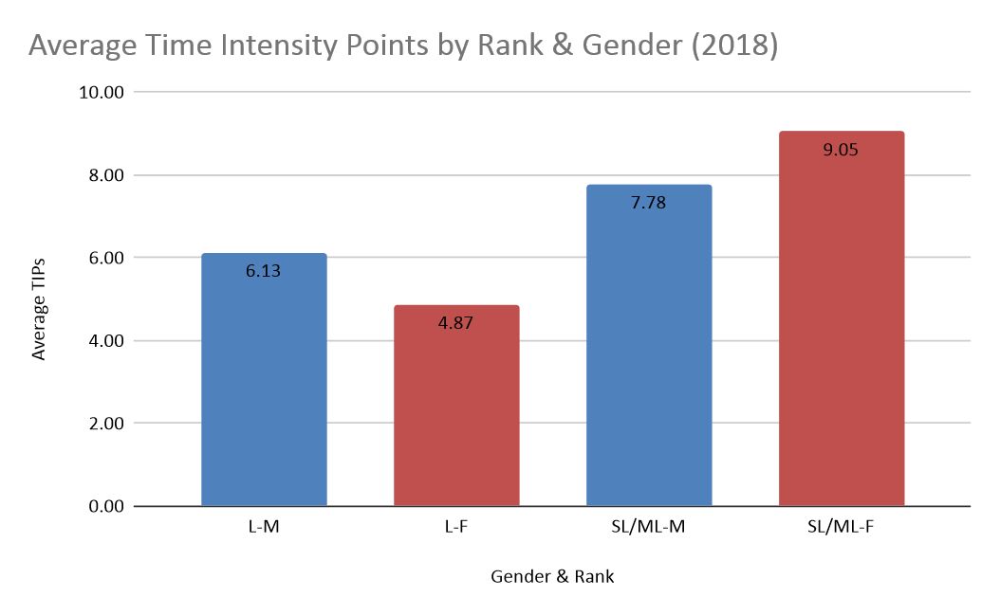 Average Time Intensity Points by Rank & Gender (2018)
10.00
8.00
6.00
4.00
2.00
0.00
Average TIPs
6.13
4.87
7.78
9.05
L-M
L-F
SL/ML-M
SL/ML-F
Gender & Rank